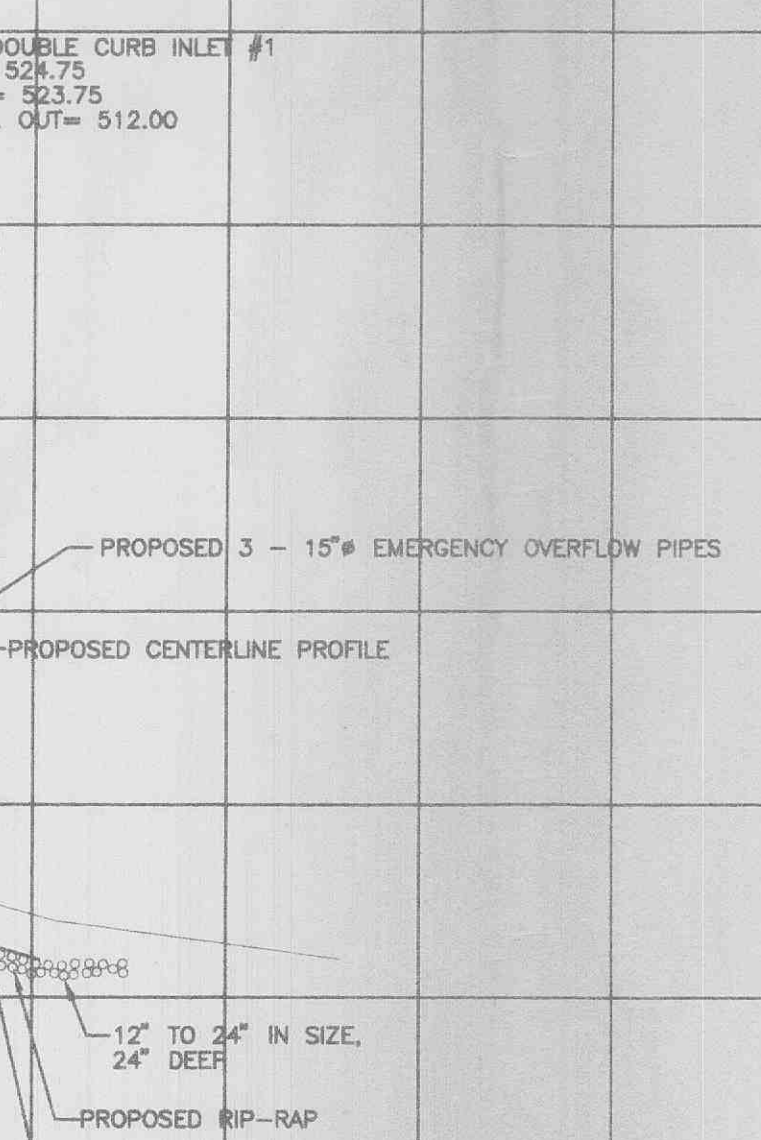 DOUBLE CURB INLET #1
524.75
= 523.75
OUT= 512.00
PROPOSED 3 - 15"ø EMERGENCY OVERFLOW PIPES
PROPOSED CENTERLINE PROFILE
12" TO 24" IN SIZE,
24" DEEP
PROPOSED RIP-RAP